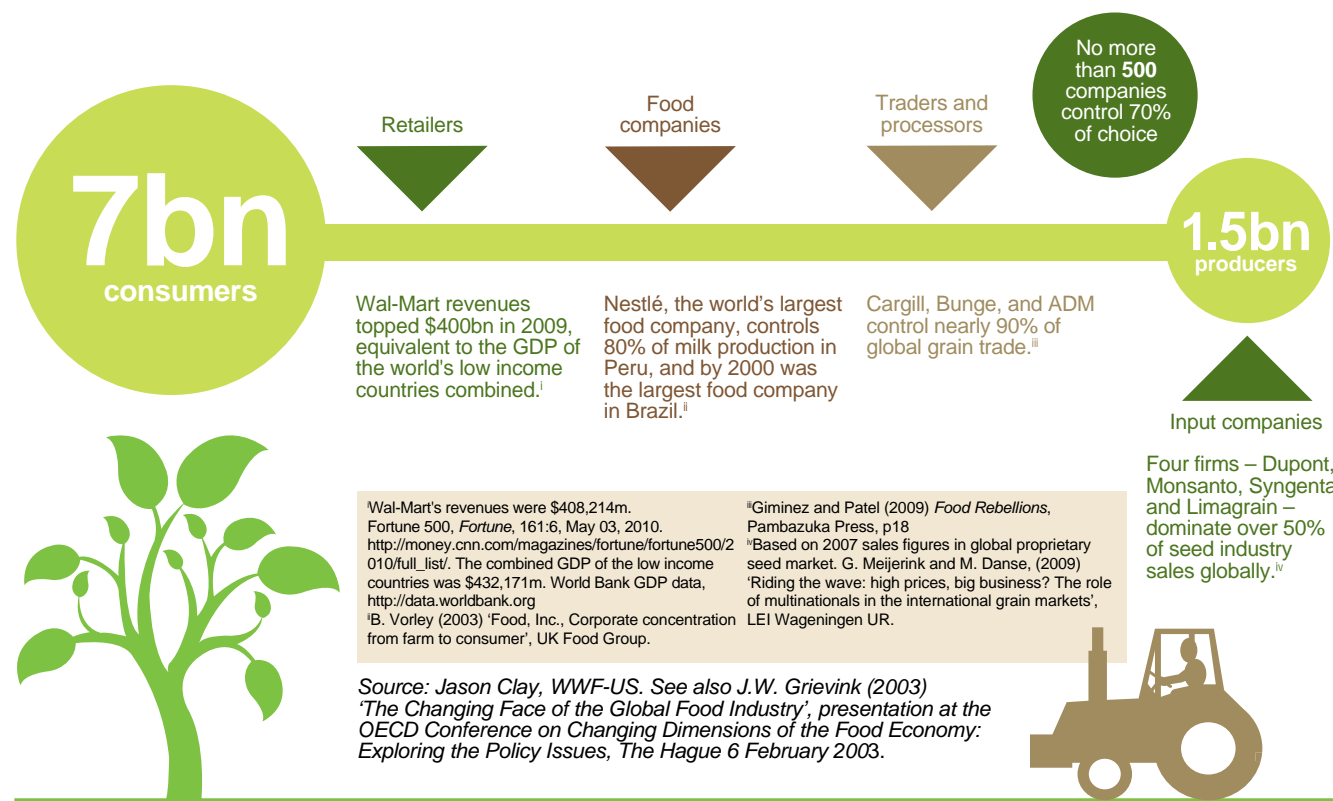 No more
than 500
companies
control 70%
of choice
Retailers
Food
companies
Traders and
processors
7bn
consumers
1.5bn
producers
Wal-Mart revenues
topped $400bn in 2009,
equivalent to the GDP of
the world's low income
countries combined.ⁱ
Nestlé, the world’s largest
food company, controls
80% of milk production in
Peru, and by 2000 was
the largest food company
in Brazil.ⁱⁱ
Cargill, Bunge, and ADM
control nearly 90% of
global grain trade.ⁱⁱⁱ
Input companies
Four firms – Dupont,
Monsanto, Syngenta
and Limagrain –
dominate over 50%
of seed industry
sales globally.ⁱᵛ
ⁱWal-Mart's revenues were $408,214m.
Fortune 500, Fortune, 161:6, May 03, 2010.
http://money.cnn.com/magazines/fortune/fortune500/2
010/full_list/. The combined GDP of the low income
countries was $432,171m. World Bank GDP data,
http://data.worldbank.org
ⁱⁱB. Vorley (2003) ‘Food, Inc., Corporate concentration
from farm to consumer’, UK Food Group.
ⁱⁱⁱGiminez and Patel (2009) Food Rebellions,
Pambazuka Press, p18
ⁱᵛBased on 2007 sales figures in global proprietary
seed market. G. Meijerink and M. Danse, (2009)
‘Riding the wave: high prices, big business? The role
of multinationals in the international grain markets’,
LEI Wageningen UR.
Source: Jason Clay, WWF-US. See also J.W. Grievink (2003)
‘The Changing Face of the Global Food Industry’, presentation at the
OECD Conference on Changing Dimensions of the Food Economy:
Exploring the Policy Issues, The Hague 6 February 2003.